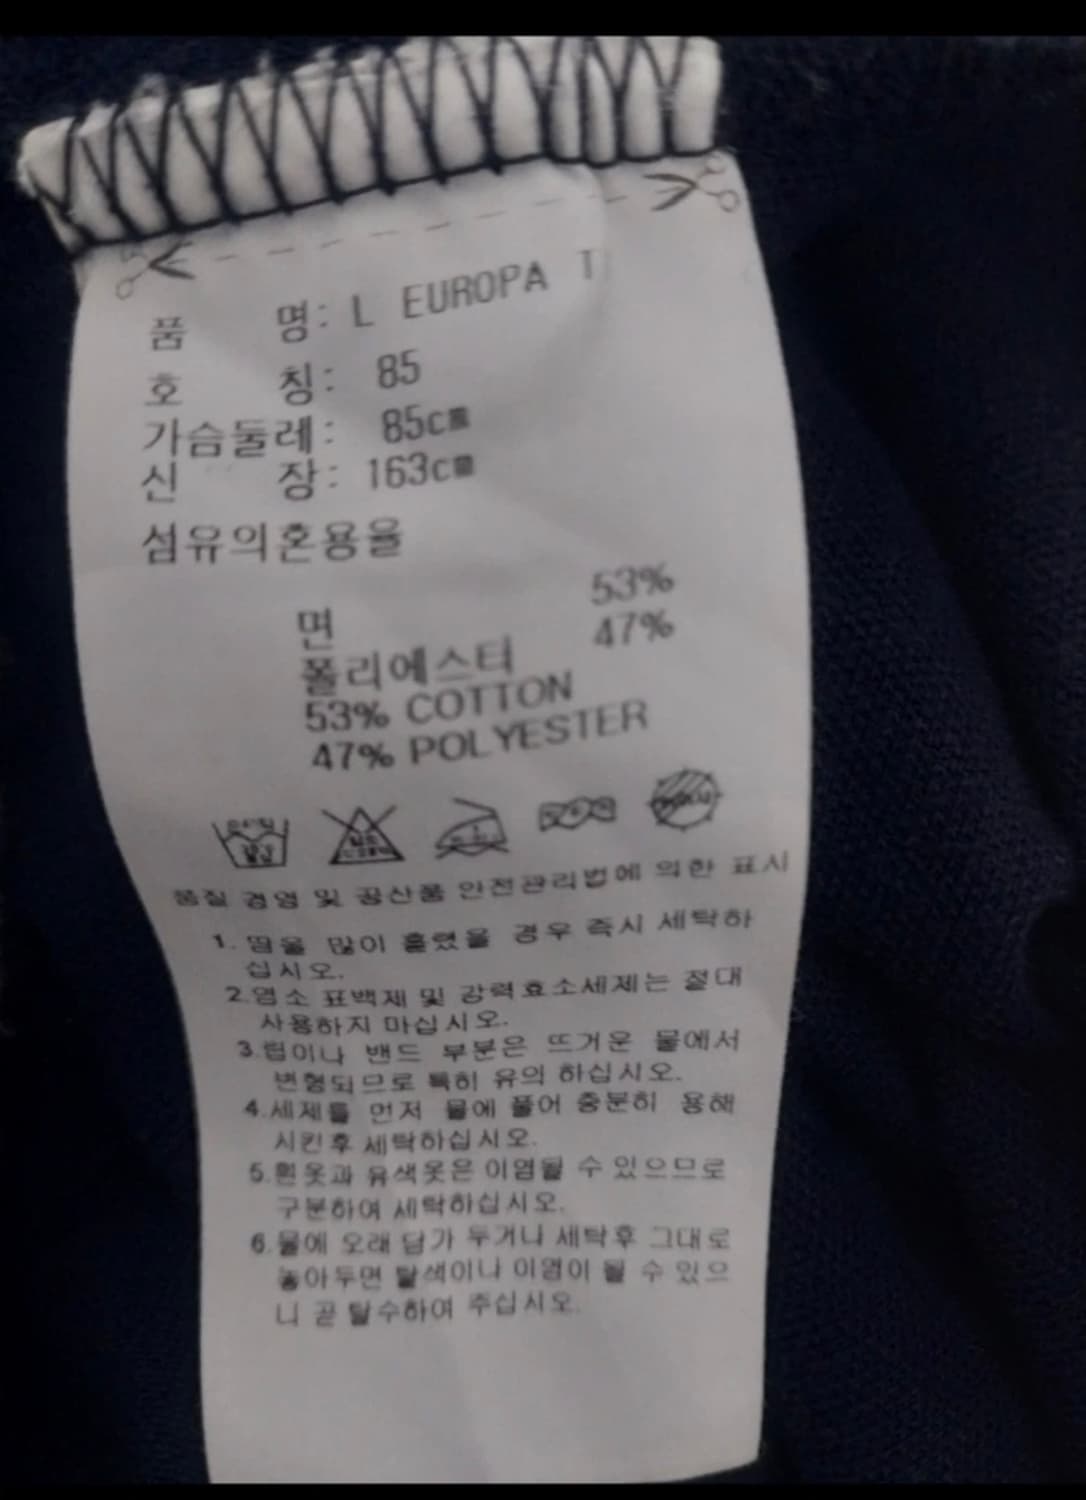 품 명: L EUROPA T
호 칭: 85
가슴둘레: 85cm
신 장: 163cm
섬유의혼용율
면 53%
폴리에스터 47%
53% COTTON
47% POLYESTER
품질 경영 및 공산품 안전관리법에 의한 표시
1. 땀을 많이 흘렸을 경우 즉시 세탁하
십시오.
2.염소 표백제 및 강력효소세제는 절대
사용하지 마십시오.
3.립이나 밴드 부분은 뜨거운 물에서
변형되므로 특히 유의 하십시오.
4.세제를 먼저 물에 풀어 충분히 용해
시킨후 세탁하십시오.
5.흰옷과 유색옷은 이염될 수 있으므로
구분하여 세탁하십시오.
6.물에 오래 담가 두거나 세탁후 그대로
놓아두면 탈색이나 이염이 될 수 있으
니 곧 탈수하여 주십시오.